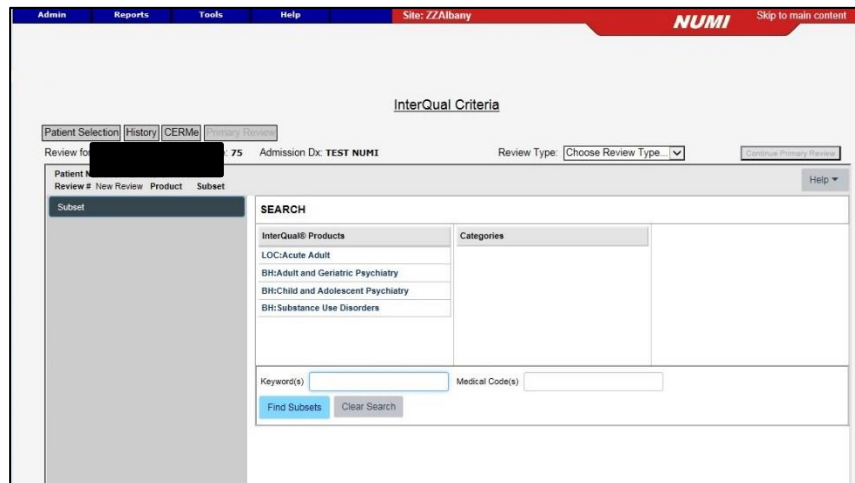 Admin Reports Tools Help Site: ZZAlbany NUMI Skip to main content
InterQual Criteria
Patient Selection History CERMe Primary Review
Review for : 75 Admission Dx: TEST NUMI Review Type: Choose Review Type... Continue Primary Review
Patient Help
Review # New Review Product Subset
Subset
SEARCH
InterQual® Products Categories
LOC:Acute Adult
BH:Adult and Geriatric Psychiatry
BH:Child and Adolescent Psychiatry
BH:Substance Use Disorders
Keyword(s) Medical Code(s)
Find Subsets Clear Search